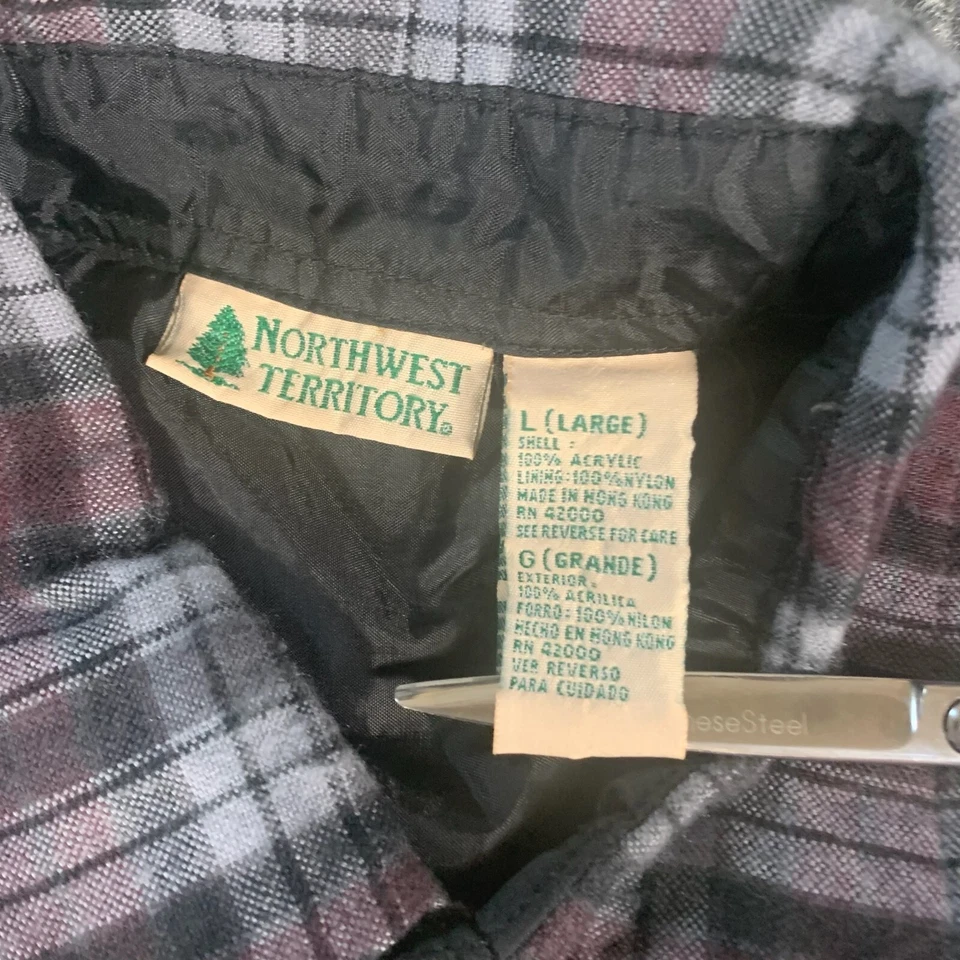 NORTHWEST
TERRITORY®
L (LARGE)
SHELL :
100% ACRYLIC
LINING:100%NYLON
MADE IN HONG KONG
RN 42000
SEE REVERSE FOR CARE
G (GRANDE)
EXTERIOR.
100% ACRILICA
FORRO:100%NILON
HECHO EN HONG KONG
RN 42000
VER REVERSO
PARA CUIDADO